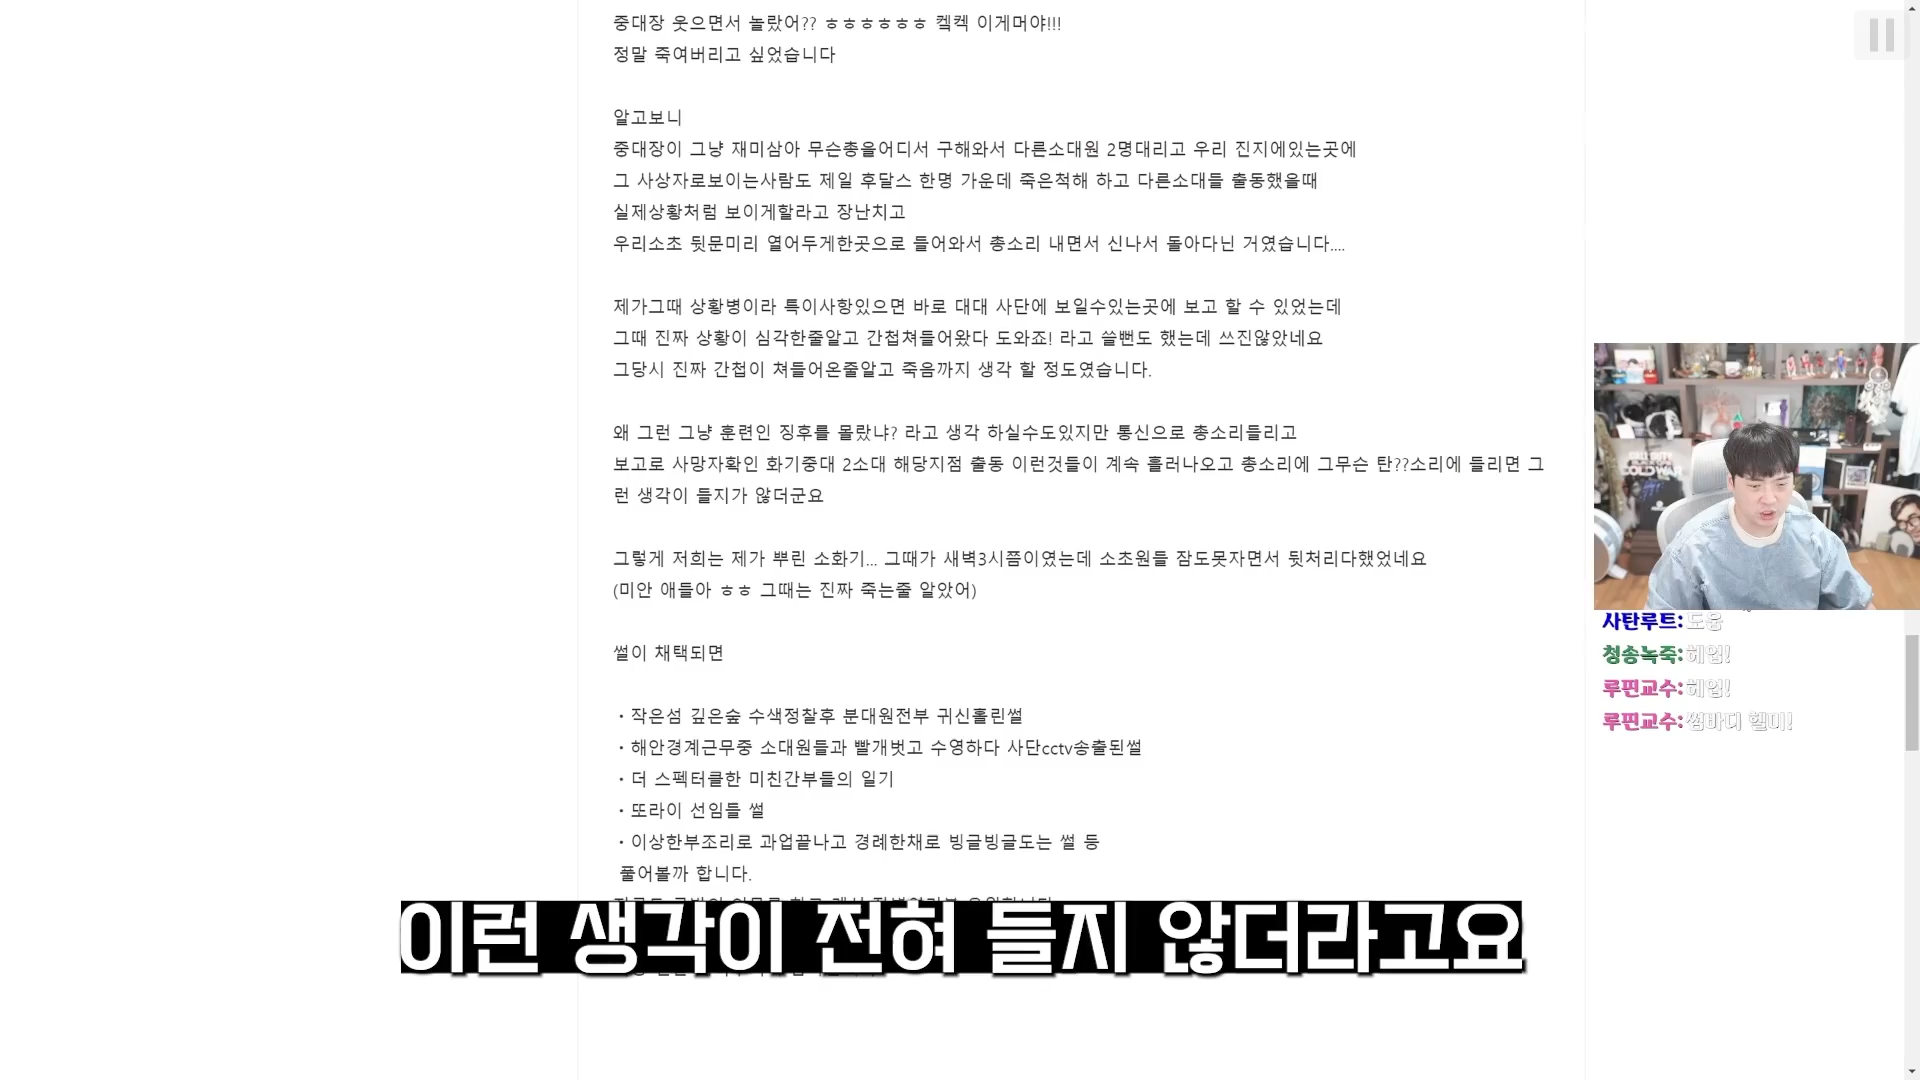 중대장 웃으면서 놀랐어?? ㅎㅎㅎㅎㅎㅎ 켁켁 이게머야!!!
정말 죽여버리고 싶었습니다
알고보니
중대장이 그냥 재미삼아 무슨총을어디서 구해와서 다른소대원 2명대리고 우리 진지에있는곳에
그 사상자로보이는사람도 제일 후달스 한명 가운데 죽은척해 하고 다른소대들 출동했을때
실제상황처럼 보이게할라고 장난치고
우리소초 뒷문미리 열어두게한곳으로 들어와서 총소리 내면서 신나서 돌아다닌 거였습니다....
제가그때 상황병이라 특이사항있으면 바로 대대 사단에 보일수있는곳에 보고 할 수 있었는데
그때 진짜 상황이 심각한줄알고 간첩쳐들어왔다 도와죠! 라고 쓸뻔도 했는데 쓰진않았네요
그당시 진짜 간첩이 쳐들어온줄알고 죽음까지 생각 할 정도였습니다.
왜 그런 그냥 훈련인 징후를 몰랐냐? 라고 생각 하실수도있지만 통신으로 총소리들리고
보고로 사망자확인 화기중대 2소대 해당지점 출동 이런것들이 계속 흘러나오고 총소리에 그무슨 탄??소리에 들리면 그
런 생각이 들지가 않더군요
그렇게 저희는 제가 뿌린 소화기... 그때가 새벽3시쯤이였는데 소초원들 잠도못자면서 뒷처리다했었네요
(미안 애들아 ㅎㅎ 그때는 진짜 죽는줄 알았어)
썰이 채택되면
· 작은섬 깊은숲 수색정찰후 분대원전부 귀신홀린썰
· 해안경계근무중 소대원들과 빨개벗고 수영하다 사단cctv송출된썰
· 더 스펙터클한 미친간부들의 일기
· 또라이 선임들 썰
· 이상한부조리로 과업끝나고 경례한채로 빙글빙글도는 썰 등
풀어볼까 합니다.
이런 생각이 전혀 들지 않더라고요
CALL OF DUTY
COLD WAR
사탄루트: 도움
청송녹죽: 헤업!
루핀교수: 헤업!
루핀교수: 썸바디 헬미!